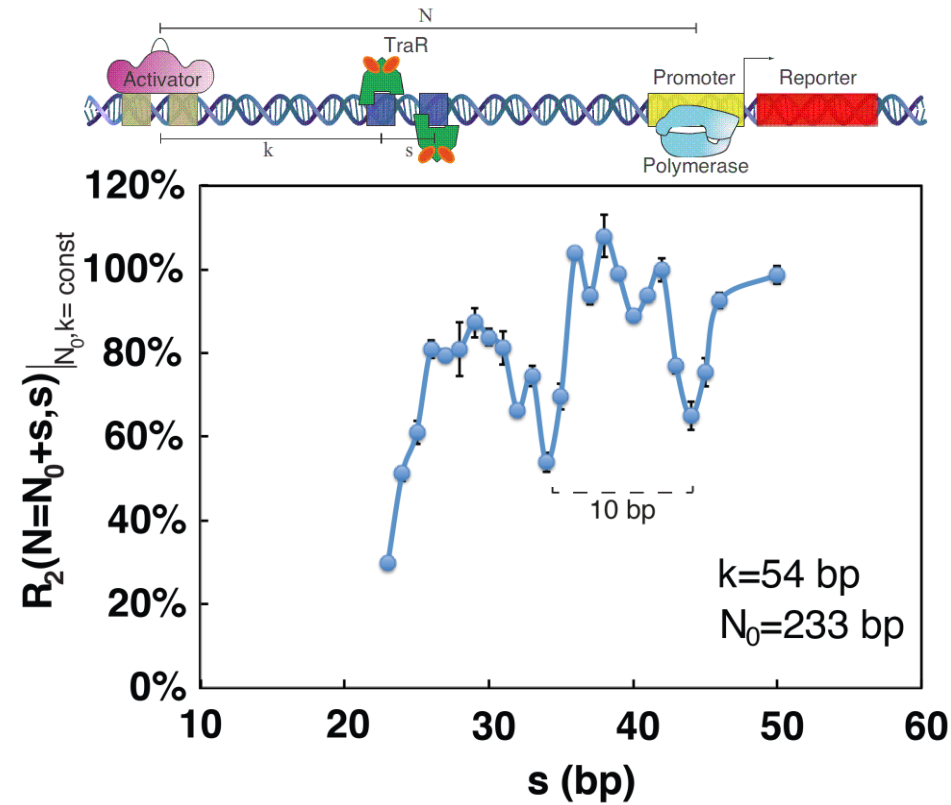 N
TraR
Activator
Promoter
Reporter
k
s
Polymerase
120%
100%
80%
60%
40%
20%
0%
R₂(N=N₀+s,s)|N₀,k= const
10 bp
k=54 bp
N₀=233 bp
10 20 30 40 50 60
s (bp)